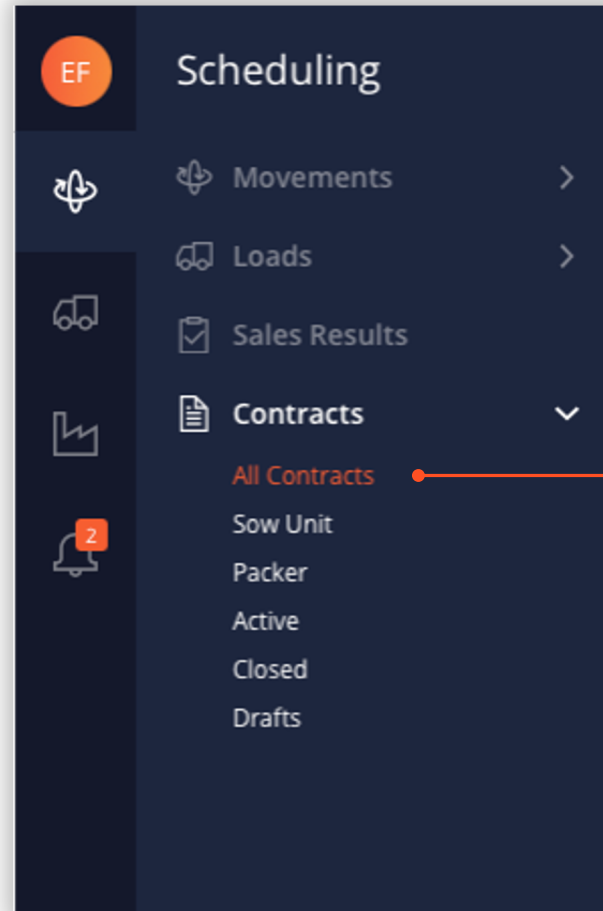 EF
Scheduling
Movements
Loads
Sales Results
Contracts
All Contracts
Sow Unit
2
Packer
Active
Closed
Drafts